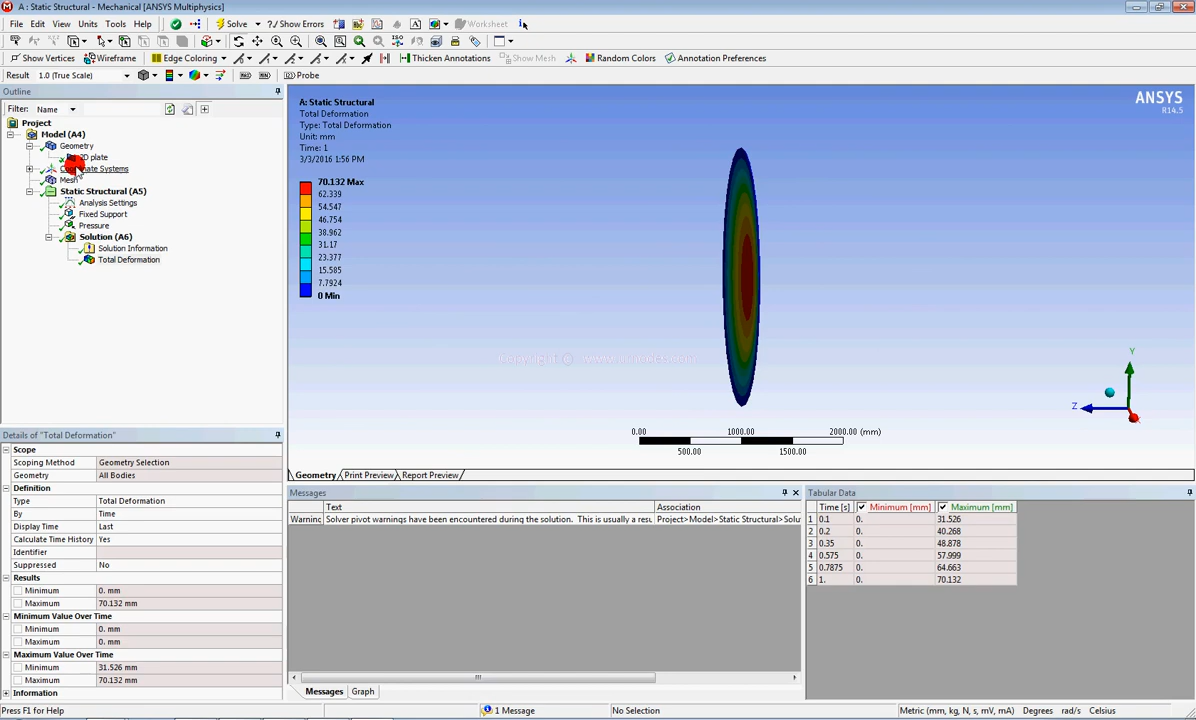 A : Static Structural - Mechanical [ANSYS Multiphysics]
File Edit View Units Tools Help Solve Show Errors Worksheet
Show Vertices Wireframe Edge Coloring Thicken Annotations Show Mesh Random Colors Annotation Preferences
Result 1.0 (True Scale) Probe
Outline
Filter: Name
Project
Model (A4)
Geometry
2D plate
Systems
Mesh
Static Structural (A5)
Analysis Settings
Fixed Support
Pressure
Solution (A6)
Solution Information
Total Deformation
A: Static Structural
Total Deformation
Type: Total Deformation
Unit: mm
Time: 1
3/3/2016 1:56 PM
70.132 Max
62.339
54.547
46.754
38.962
31.17
23.377
15.585
7.7924
0 Min
ANSYS
R14.5
Y
Z
X
0.00 1000.00 2000.00 (mm)
500.00 1500.00
Geometry Print Preview Report Preview
Details of "Total Deformation"
Scope
Scoping Method Geometry Selection
Geometry All Bodies
Definition
Type Total Deformation
By Time
Display Time Last
Calculate Time History Yes
Identifier
Suppressed No
Results
Minimum 0. mm
Maximum 70.132 mm
Minimum Value Over Time
Minimum 0. mm
Maximum 0. mm
Maximum Value Over Time
Minimum 31.526 mm
Maximum 70.132 mm
Information
Messages
Text Association
Warning Solver pivot warnings have been encountered during the solution. This is usually a resu Project>Model>Static Structural>Solu
Messages Graph
Tabular Data
Time [s] Minimum [mm] Maximum [mm]
1 0.1 0. 31.526
2 0.2 0. 40.268
3 0.35 0. 48.878
4 0.575 0. 57.999
5 0.7875 0. 64.663
6 1. 0. 70.132
Press F1 for Help 1 Message No Selection Metric (mm, kg, N, s, mV, mA) Degrees rad/s Celsius